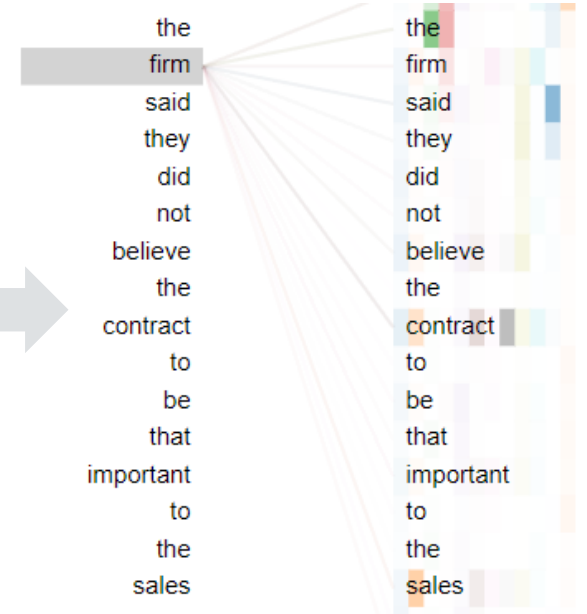 the the
firm firm
said said
they they
did did
not not
believe believe
the the
contract contract
to to
be be
that that
important important
to to
the the
sales sales